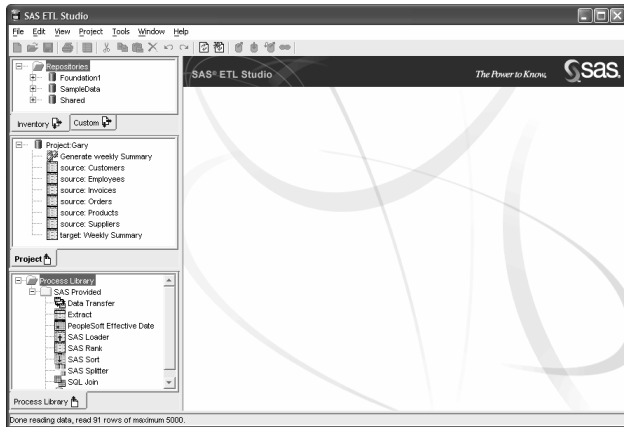 SAS ETL Studio
File Edit View Project Tools Window Help
Repositories
Foundation1
SampleData
Shared
Inventory Custom
Project:Gary
Generate weekly Summary
source: Customers
source: Employees
source: Invoices
source: Orders
source: Products
source: Suppliers
target: Weekly Summary
Project
Process Library
SAS Provided
Data Transfer
Extract
PeopleSoft Effective Date
SAS Loader
SAS Rank
SAS Sort
SAS Splitter
SQL Join
Process Library
SAS® ETL Studio
The Power to Know.
sas.
Done reading data, read 91 rows of maximum 5000.